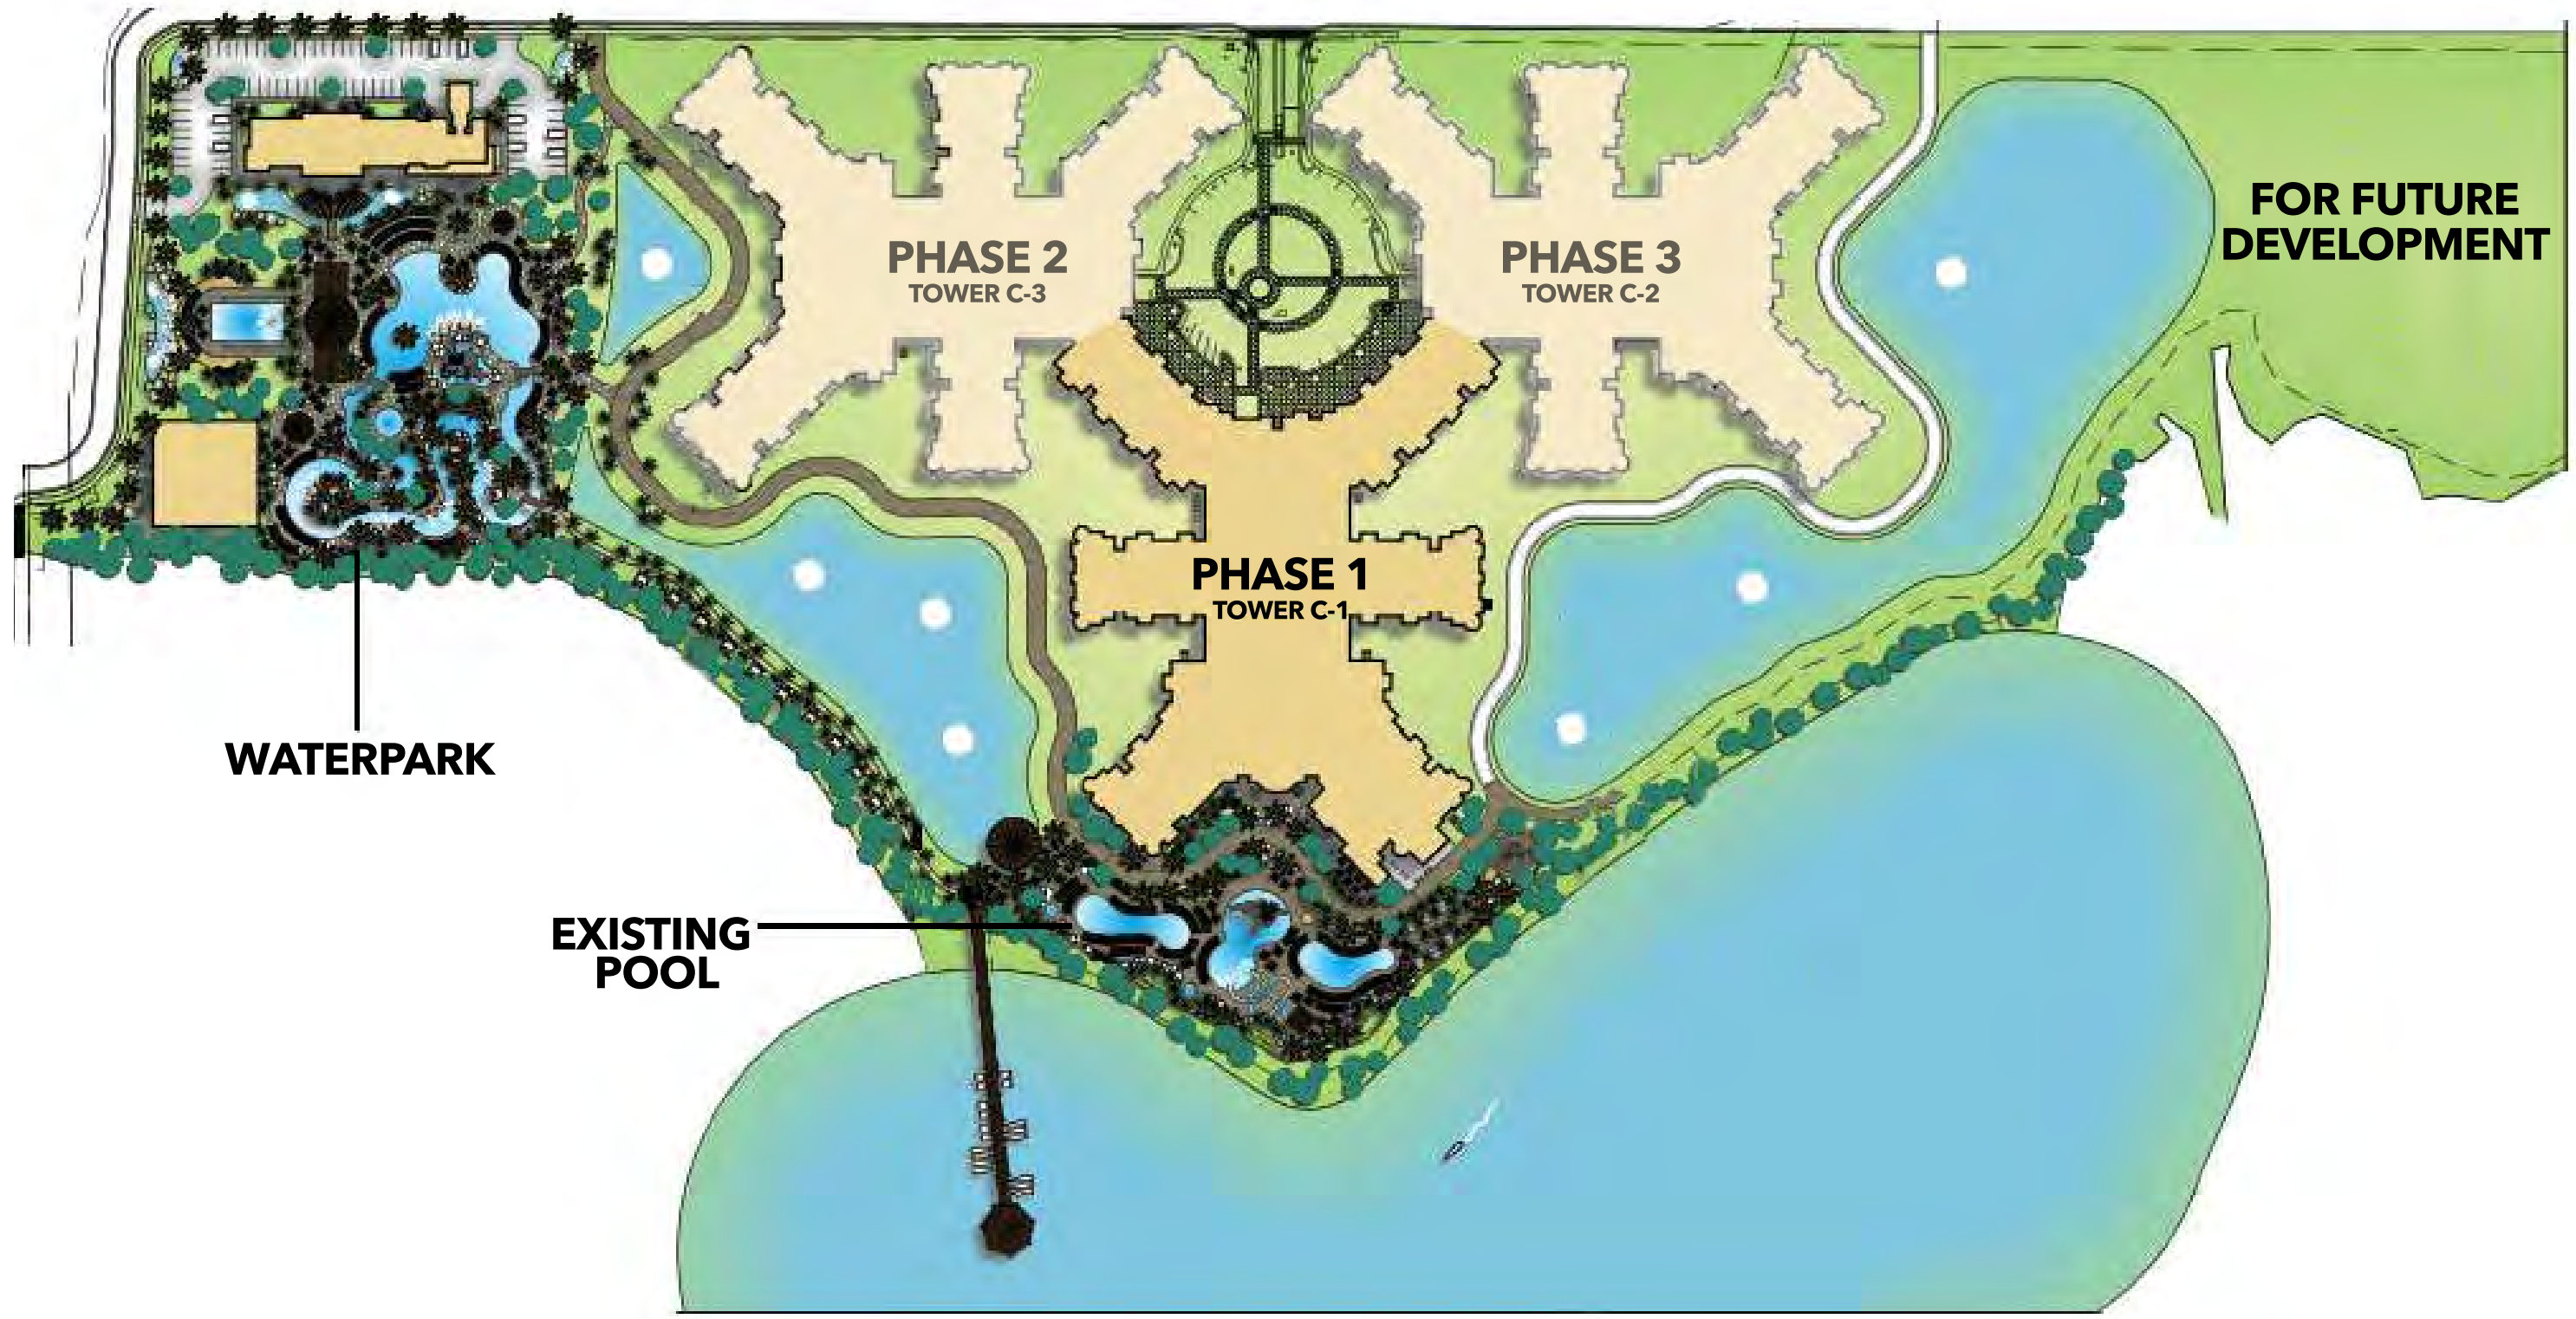 FOR FUTURE
DEVELOPMENT
PHASE 2
TOWER C-3
PHASE 3
TOWER C-2
PHASE 1
TOWER C-1
WATERPARK
EXISTING
POOL